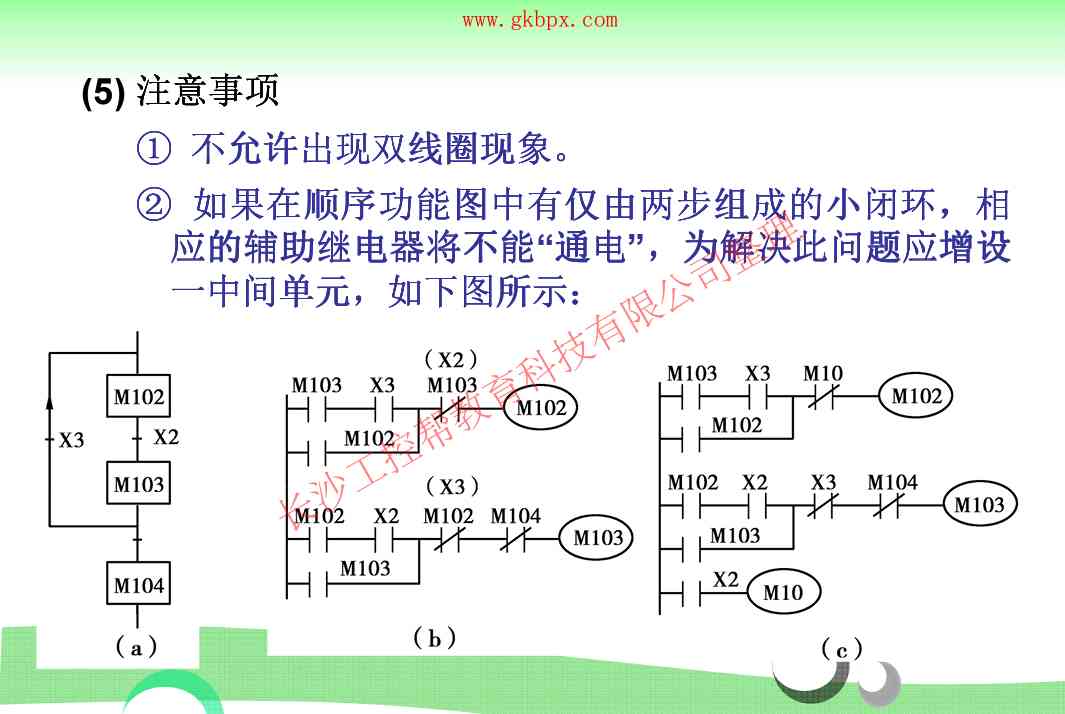 www.gkbpx.com
(5) 注意事项
① 不允许出现双线圈现象。
② 如果在顺序功能图中有仅由两步组成的小闭环，相
应的辅助继电器将不能“通电”，为解决此问题应增设
一中间单元，如下图所示：
长沙工控帮教育科技有限公司整理
M102
X3 X2
M103
M104
(a)
(X2)
M103 X3 M103
M102
M102
(X3)
M102 X2 M102 M104
M103
M103
(b)
M103 X3 M10
M102
M102
M102 X2 X3 M104
M103
M103
X2
M10
(c)